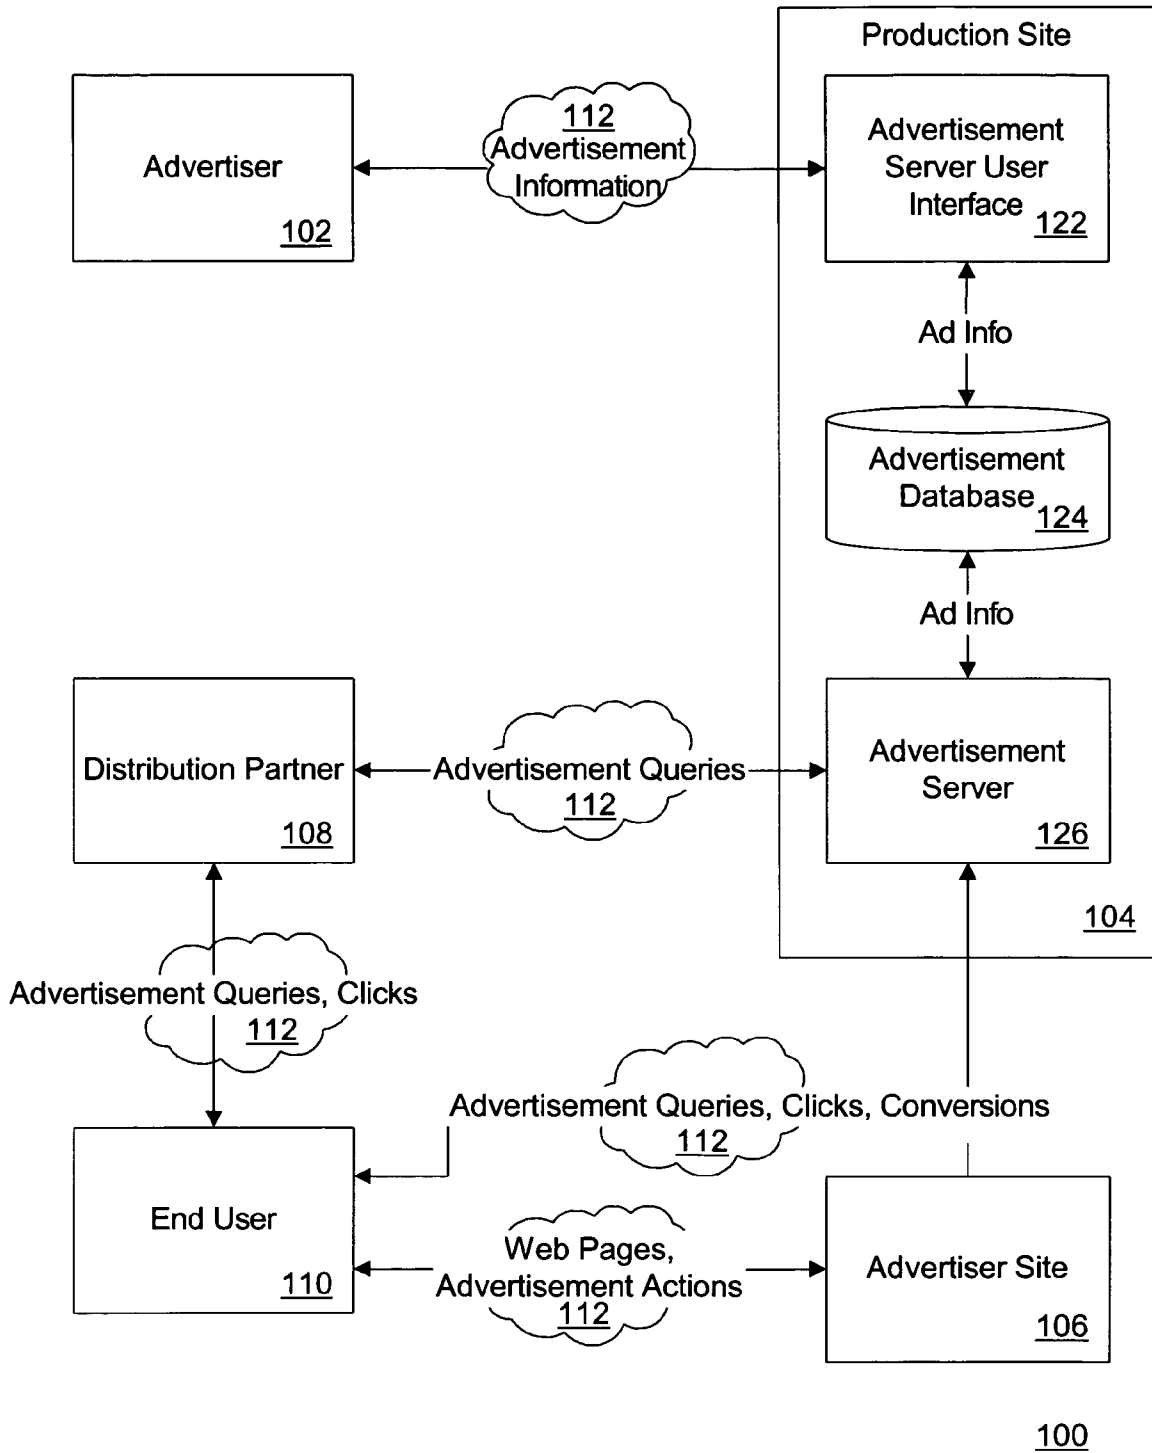 Production Site
Advertiser
102
112
Advertisement
Information
Advertisement
Server User
Interface
122
Ad Info
Advertisement
Database
124
Ad Info
Distribution Partner
108
Advertisement Queries
112
Advertisement
Server
126
104
Advertisement Queries, Clicks
112
Advertisement Queries, Clicks, Conversions
112
End User
110
Web Pages,
Advertisement Actions
112
Advertiser Site
106
100